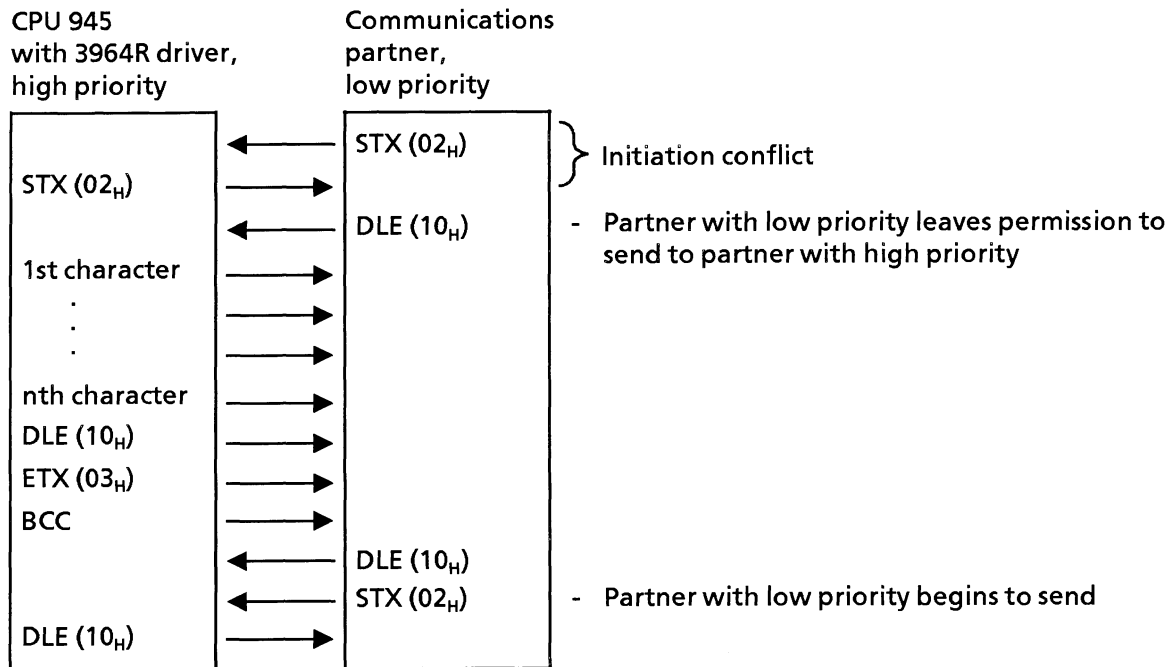 CPU 945
with 3964R driver,
high priority
Communications
partner,
low priority
STX (02H)
Initiation conflict
STX (02H)
DLE (10H)
- Partner with low priority leaves permission to
send to partner with high priority
1st character
.
.
.
nth character
DLE (10H)
ETX (03H)
BCC
DLE (10H)
STX (02H)
- Partner with low priority begins to send
DLE (10H)